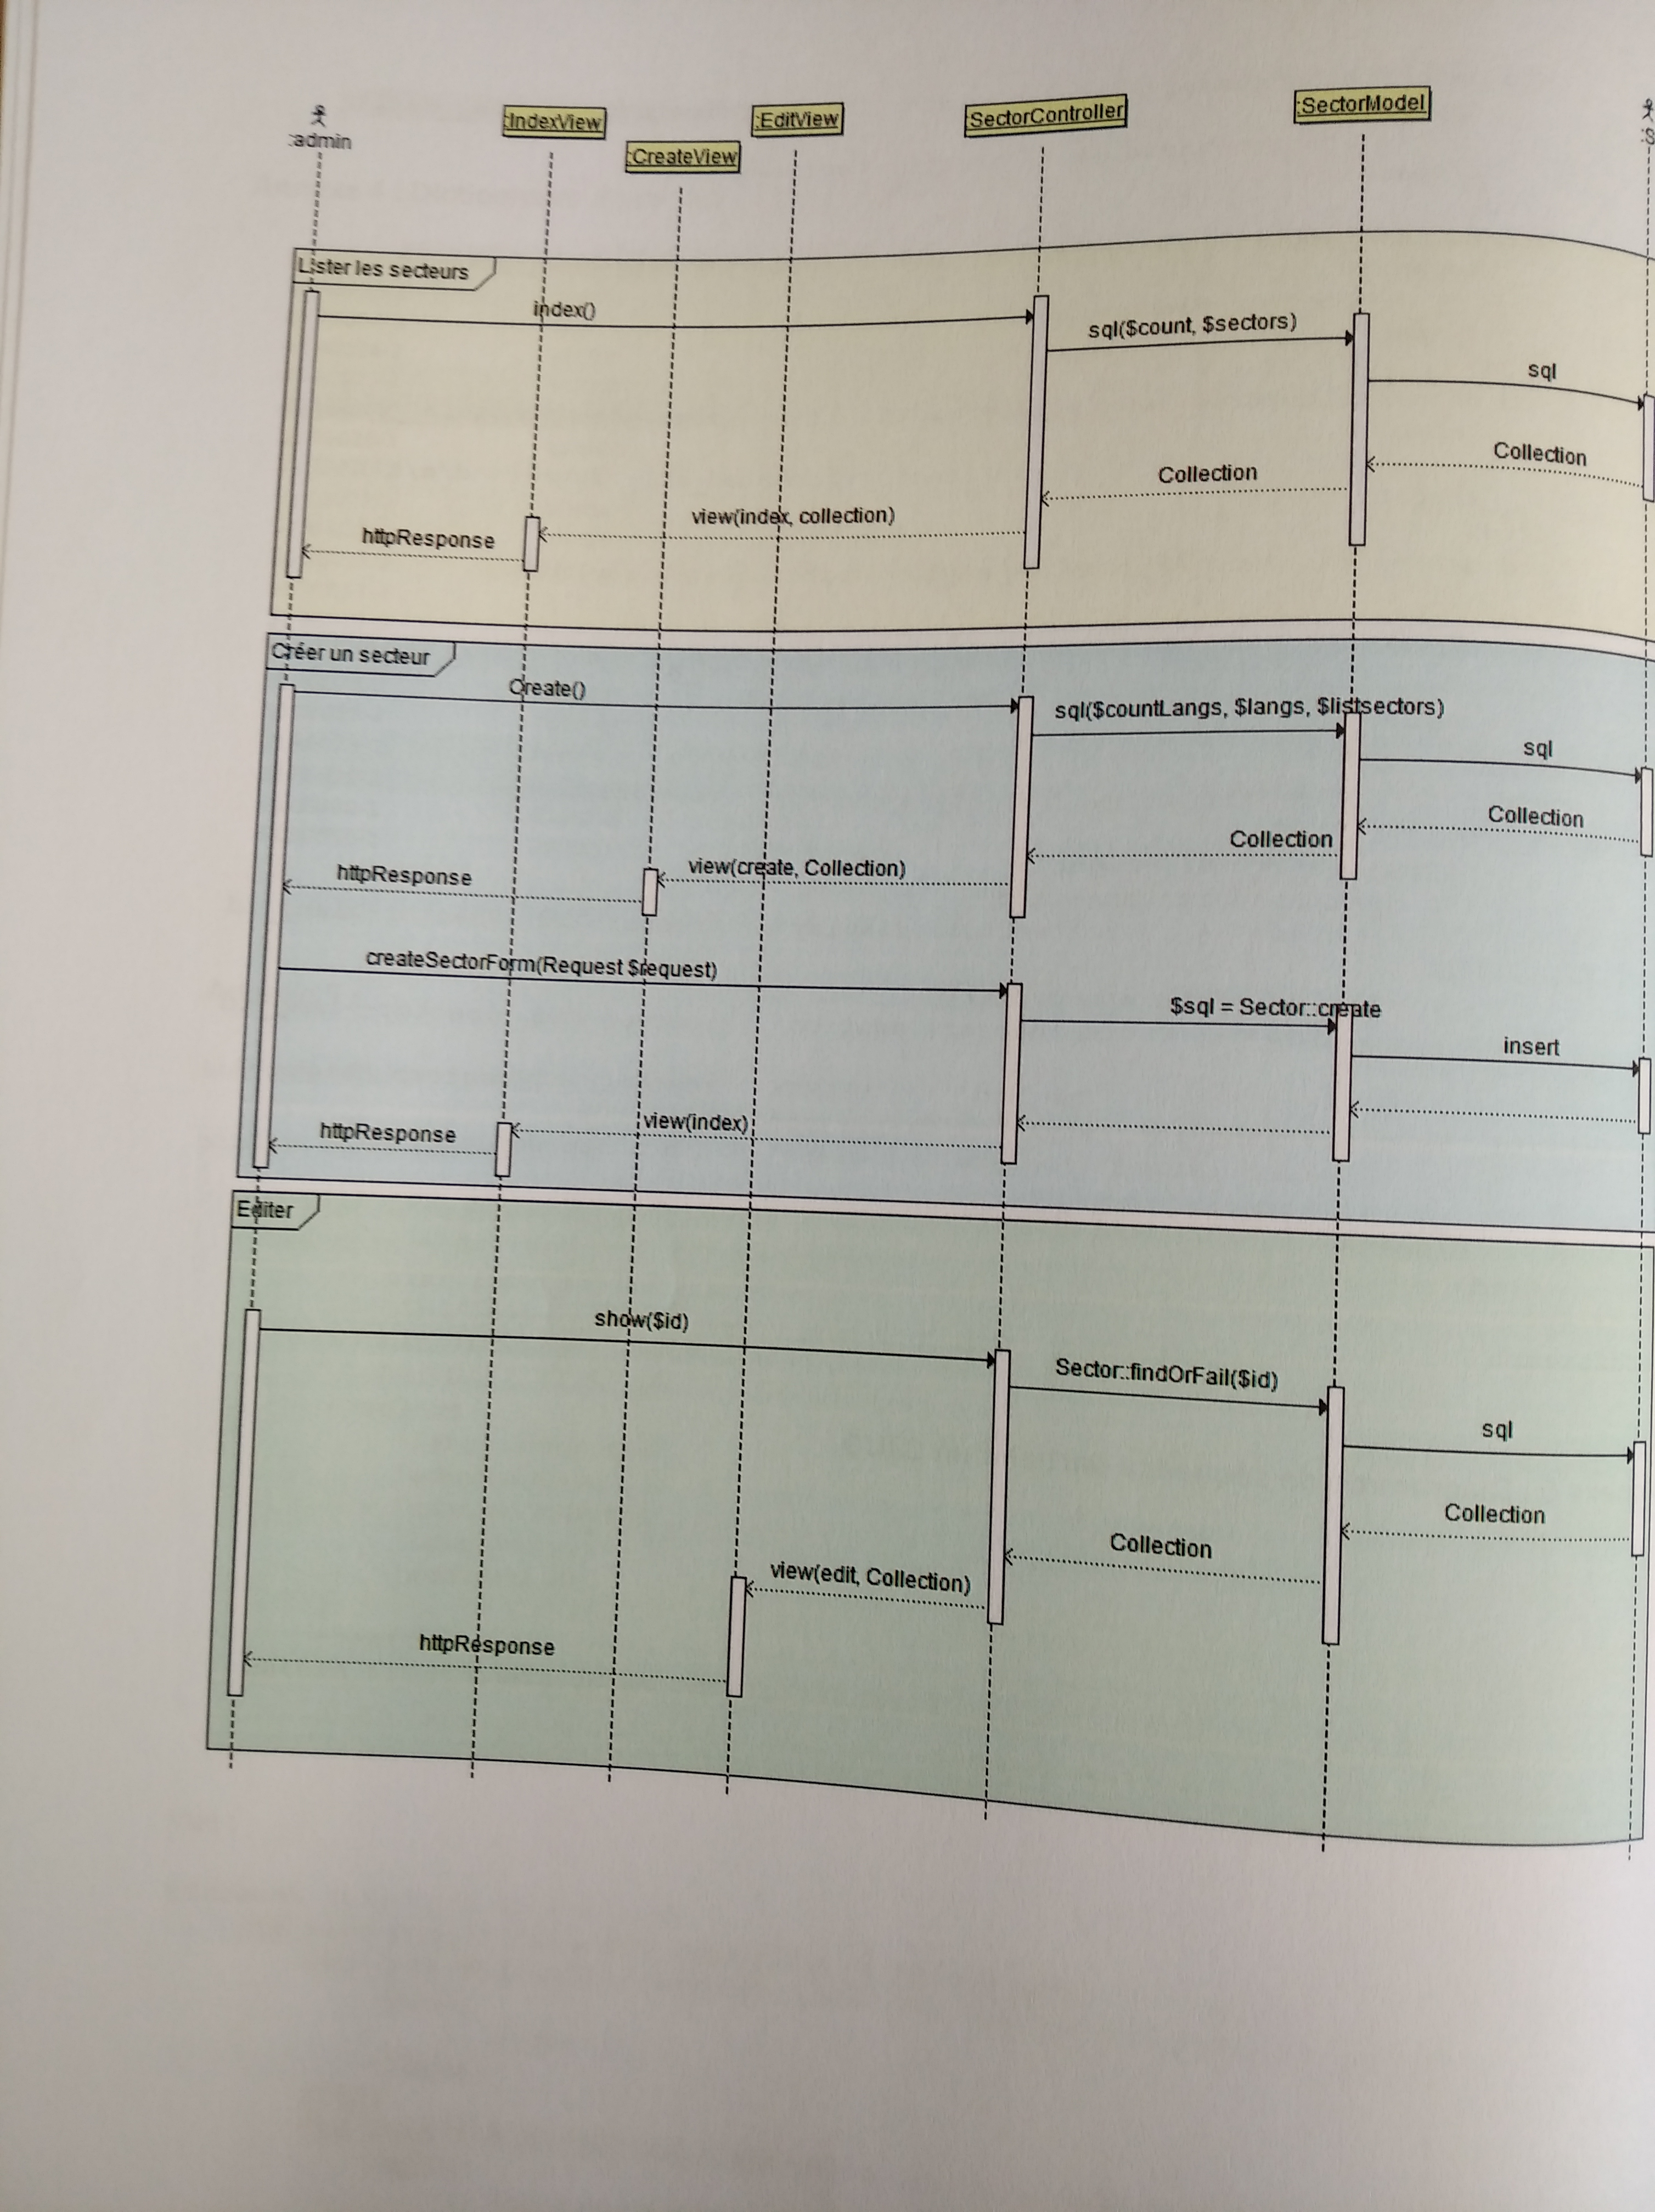 :admin
:IndexView
:CreateView
:EditView
:SectorController
:SectorModel
:S
Lister les secteurs
index()
sql($count, $sectors)
sql
Collection
Collection
view(index, collection)
httpResponse
Créer un secteur
Create()
sql($countLangs, $langs, $listsectors)
sql
Collection
Collection
view(create, Collection)
httpResponse
createSectorForm(Request $request)
$sql = Sector::create
insert
view(index)
httpResponse
Editer
show($id)
Sector::findOrFail($id)
sql
Collection
Collection
view(edit, Collection)
httpResponse